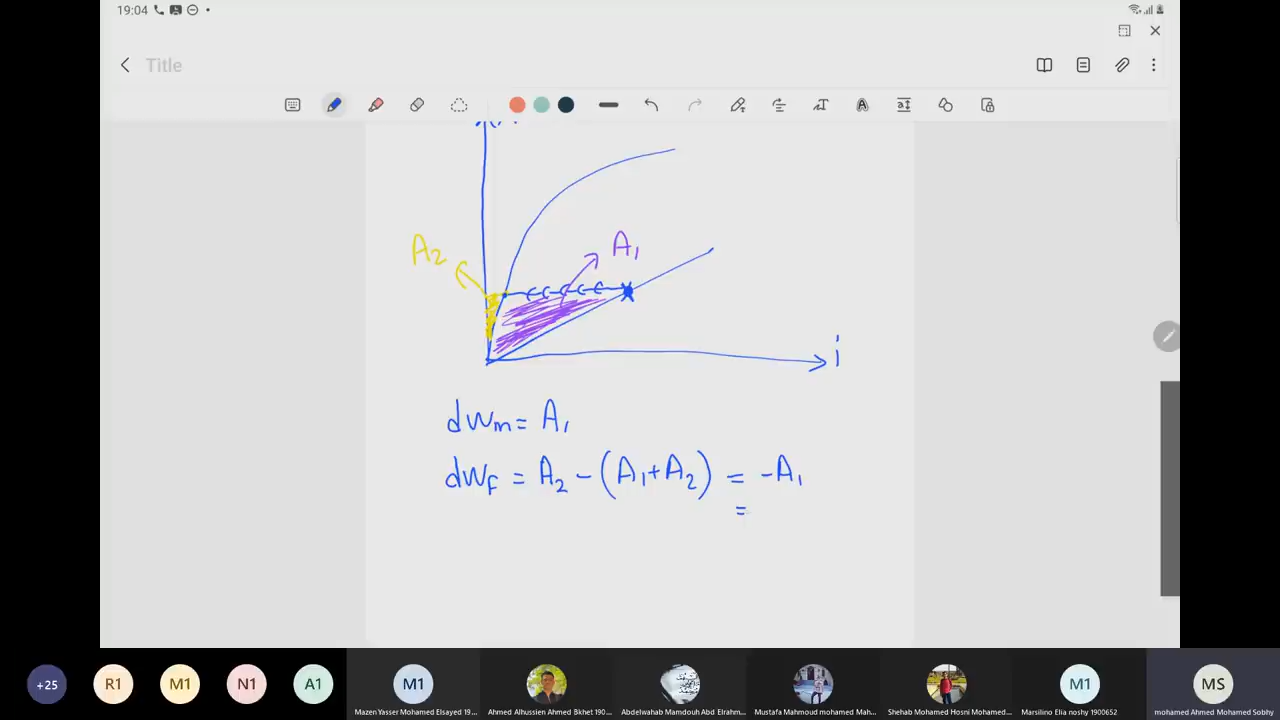 19:04
Title
A2
A1
i
dWm = A1
dWf = A2 - (A1+A2) = -A1
=
+25
R1
M1
N1
A1
M1
M1
MS
Mazen Yasser Mohamed Elsayed 19...
Ahmed Alhussien Ahmed Bkhet 190...
Abdelwahab Mamdouh Abd Elrahm...
Mustafa Mahmoud mohamed Mah...
Shehab Mohamed Hosni Mohamed...
Marsilino Elia noshy 1900652
mohamed Ahmed Mohamed Sobhy